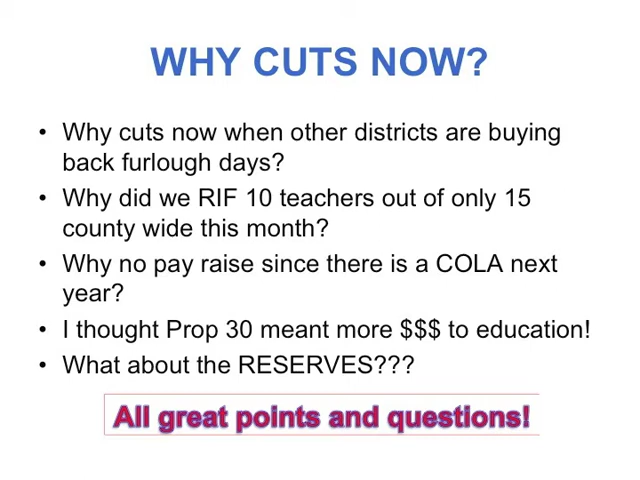 WHY CUTS NOW?
• Why cuts now when other districts are buying
back furlough days?
• Why did we RIF 10 teachers out of only 15
county wide this month?
• Why no pay raise since there is a COLA next
year?
• I thought Prop 30 meant more $$$ to education!
• What about the RESERVES???
All great points and questions!